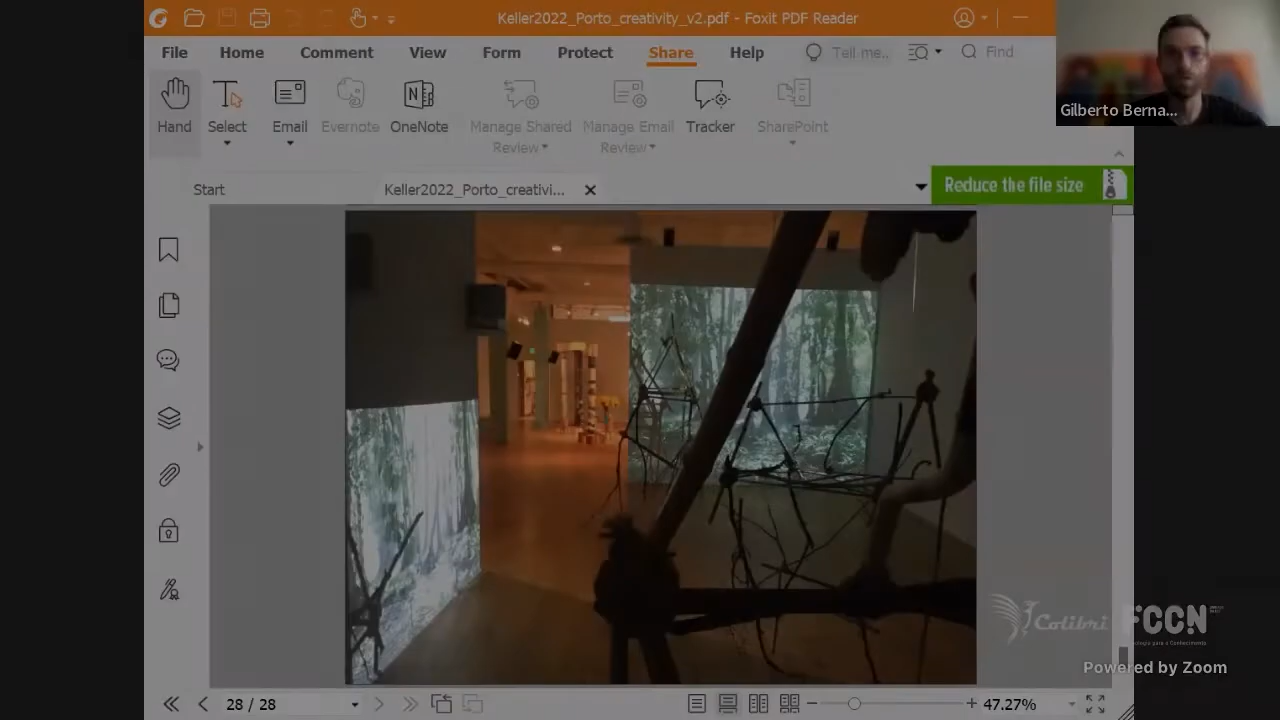 Keller2022_Porto_creativity_v2.pdf - Foxit PDF Reader
File Home Comment View Form Protect Share Help Tell me.. Find
Hand Select Email Evernote OneNote Manage Shared Review Manage Email Review Tracker SharePoint
Gilberto Berna...
Start Keller2022_Porto_creativi... Reduce the file size
Colibri FCCN
Powered by Zoom
28 / 28 47.27%